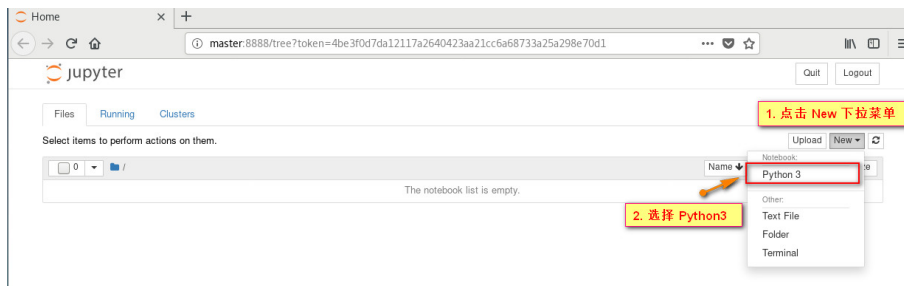 Home × +
master:8888/tree?token=4be3f0d7da12117a2640423aa21cc6a68733a25a298e70d1
jupyter
Quit Logout
Files Running Clusters
1. 点击 New 下拉菜单
Select items to perform actions on them.
Upload New
0 /
Name
Notebook:
Python 3
The notebook list is empty.
2. 选择 Python3
Other:
Text File
Folder
Terminal